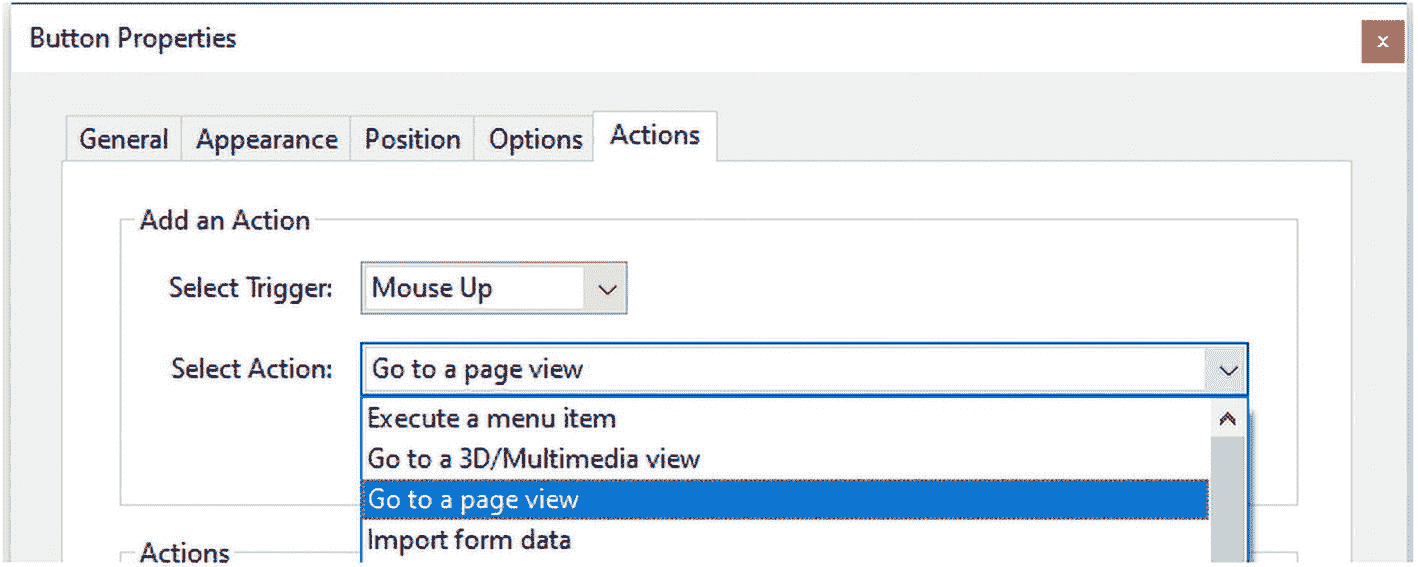 Button Properties
x
General Appearance Position Options Actions
Add an Action
Select Trigger: Mouse Up
Select Action: Go to a page view
Execute a menu item
Go to a 3D/Multimedia view
Go to a page view
Import form data
Actions